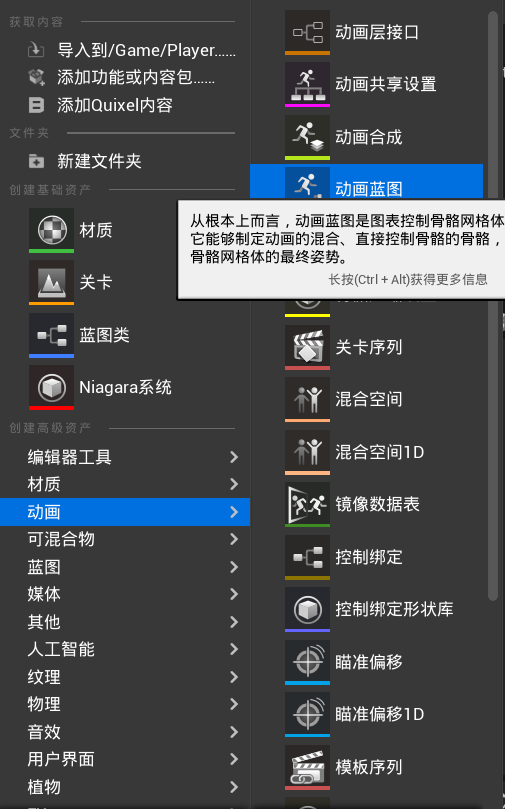 获取内容
导入到/Game/Player......
添加功能或内容包......
添加Quixel内容
文件夹
新建文件夹
创建基础资产
材质
关卡
蓝图类
Niagara系统
创建高级资产
编辑器工具
材质
动画
可混合物
蓝图
媒体
其他
人工智能
纹理
物理
音效
用户界面
植物
动画层接口
动画共享设置
动画合成
动画蓝图
从根本上而言，动画蓝图是图表控制骨骼网格体
它能够制定动画的混合、直接控制骨骼的骨骼，
骨骼网格体的最终姿势。
长按(Ctrl + Alt)获得更多信息
关卡序列
混合空间
混合空间1D
镜像数据表
控制绑定
控制绑定形状库
瞄准偏移
瞄准偏移1D
模板序列